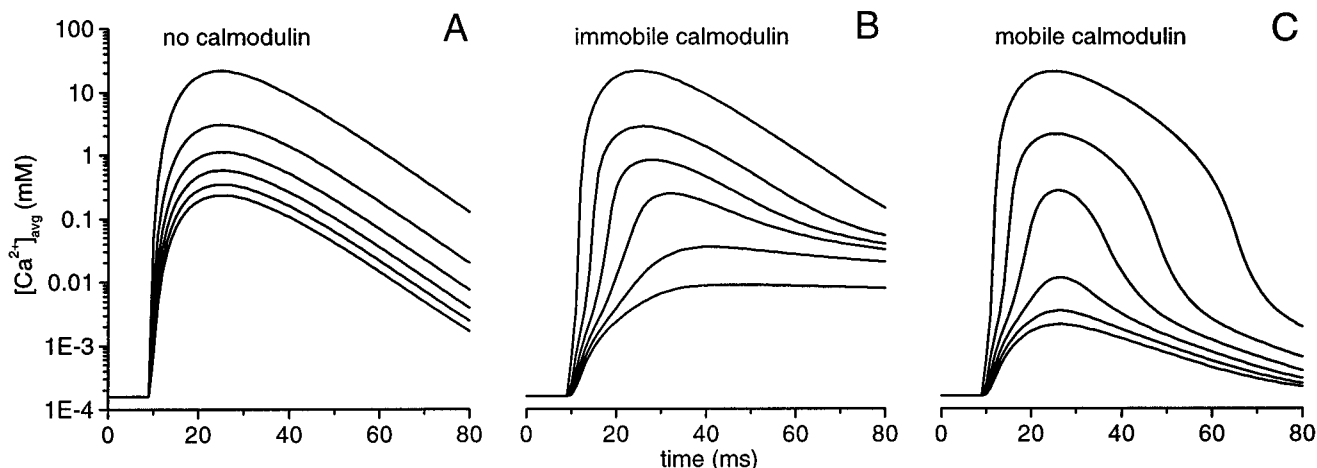 A
no calmodulin
B
immobile calmodulin
C
mobile calmodulin
[Ca²⁺]avg (mM)
100
10
1
0.1
0.01
1E-3
1E-4
0 20 40 60 80
0 20 40 60 80
0 20 40 60 80
time (ms)